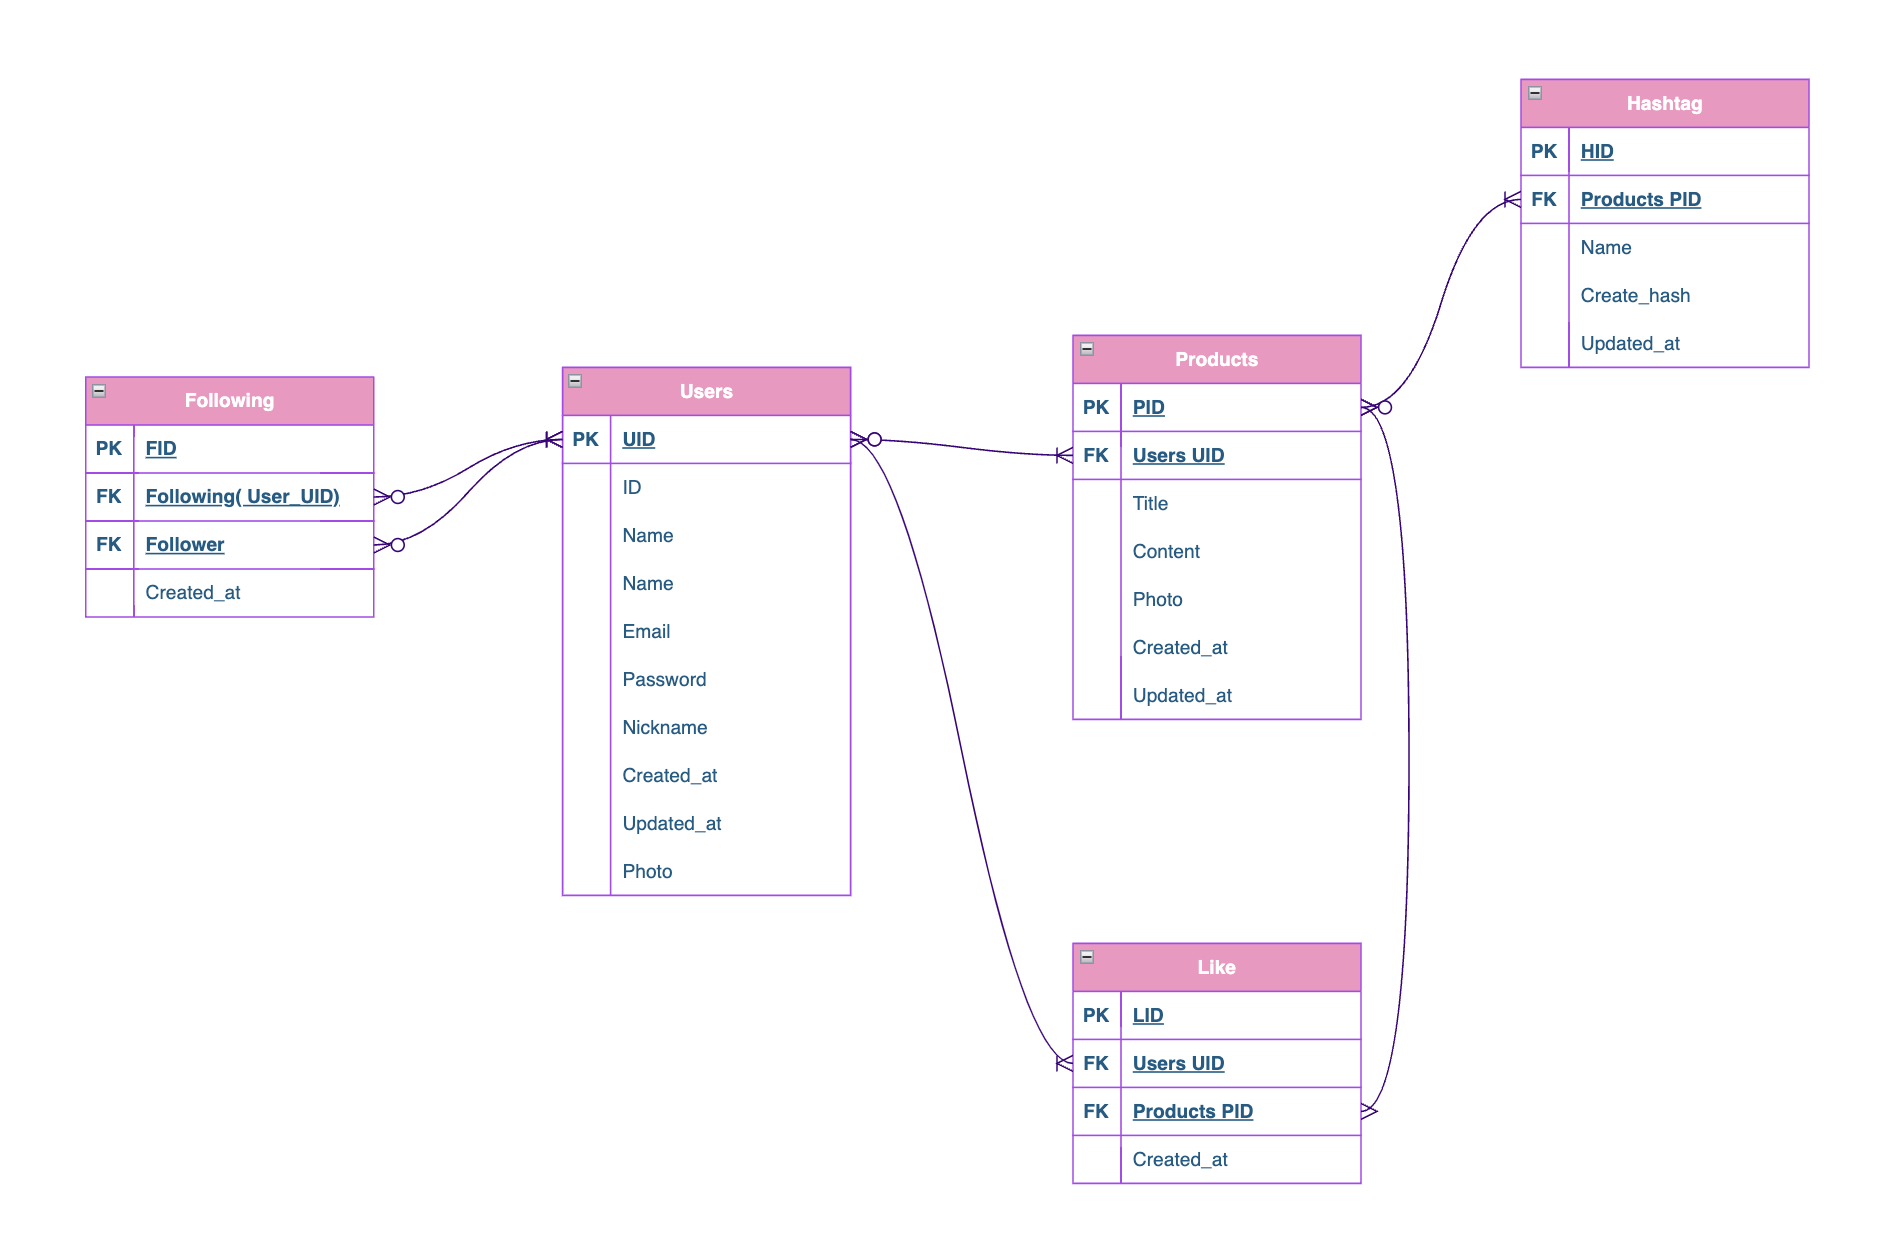 Following
PK FID
FK Following( User_UID)
FK Follower
Created_at
Users
PK UID
ID
Name
Name
Email
Password
Nickname
Created_at
Updated_at
Photo
Products
PK PID
FK Users UID
Title
Content
Photo
Created_at
Updated_at
Hashtag
PK HID
FK Products PID
Name
Create_hash
Updated_at
Like
PK LID
FK Users UID
FK Products PID
Created_at